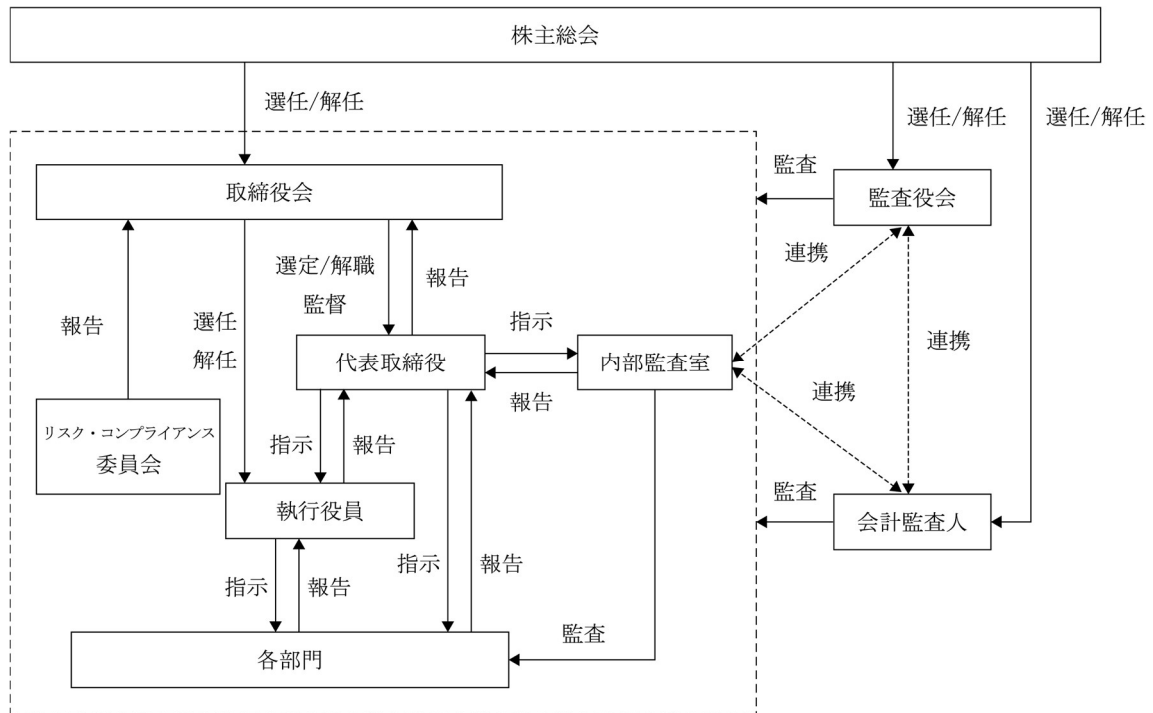 株主総会
選任/解任
選任/解任
選任/解任
取締役会
監査
監査役会
選定/解職
監督
報告
連携
報告
選任
解任
指示
連携
代表取締役
内部監査室
報告
連携
リスク・コンプライアンス
委員会
指示
報告
執行役員
監査
会計監査人
指示
報告
指示
報告
監査
各部門